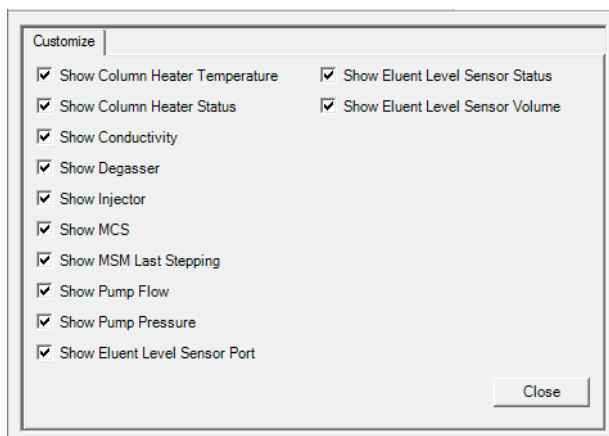 Customize
Show Column Heater Temperature
Show Column Heater Status
Show Conductivity
Show Degasser
Show Injector
Show MCS
Show MSM Last Stepping
Show Pump Flow
Show Pump Pressure
Show Eluent Level Sensor Port
Show Eluent Level Sensor Status
Show Eluent Level Sensor Volume
Close